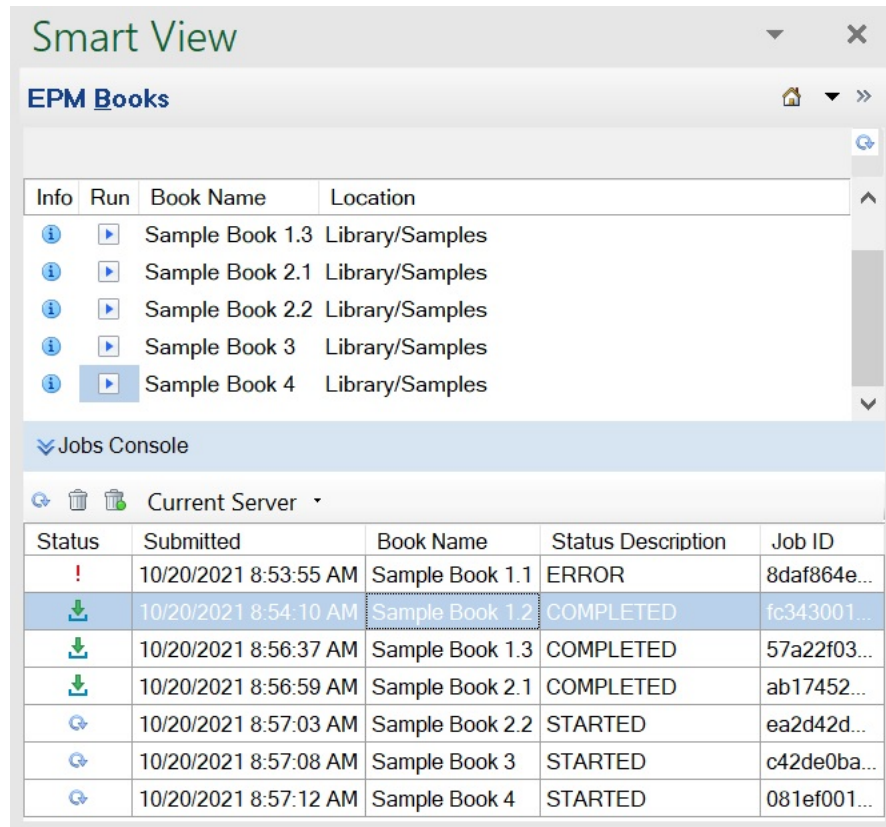 Smart View
EPM Books
Info Run Book Name Location
Sample Book 1.3 Library/Samples
Sample Book 2.1 Library/Samples
Sample Book 2.2 Library/Samples
Sample Book 3 Library/Samples
Sample Book 4 Library/Samples
Jobs Console
Current Server
Status Submitted Book Name Status Description Job ID
! 10/20/2021 8:53:55 AM Sample Book 1.1 ERROR 8daf864e...
10/20/2021 8:54:10 AM Sample Book 1.2 COMPLETED fc343001...
10/20/2021 8:56:37 AM Sample Book 1.3 COMPLETED 57a22f03...
10/20/2021 8:56:59 AM Sample Book 2.1 COMPLETED ab17452...
10/20/2021 8:57:03 AM Sample Book 2.2 STARTED ea2d42d...
10/20/2021 8:57:08 AM Sample Book 3 STARTED c42de0ba...
10/20/2021 8:57:12 AM Sample Book 4 STARTED 081ef001...